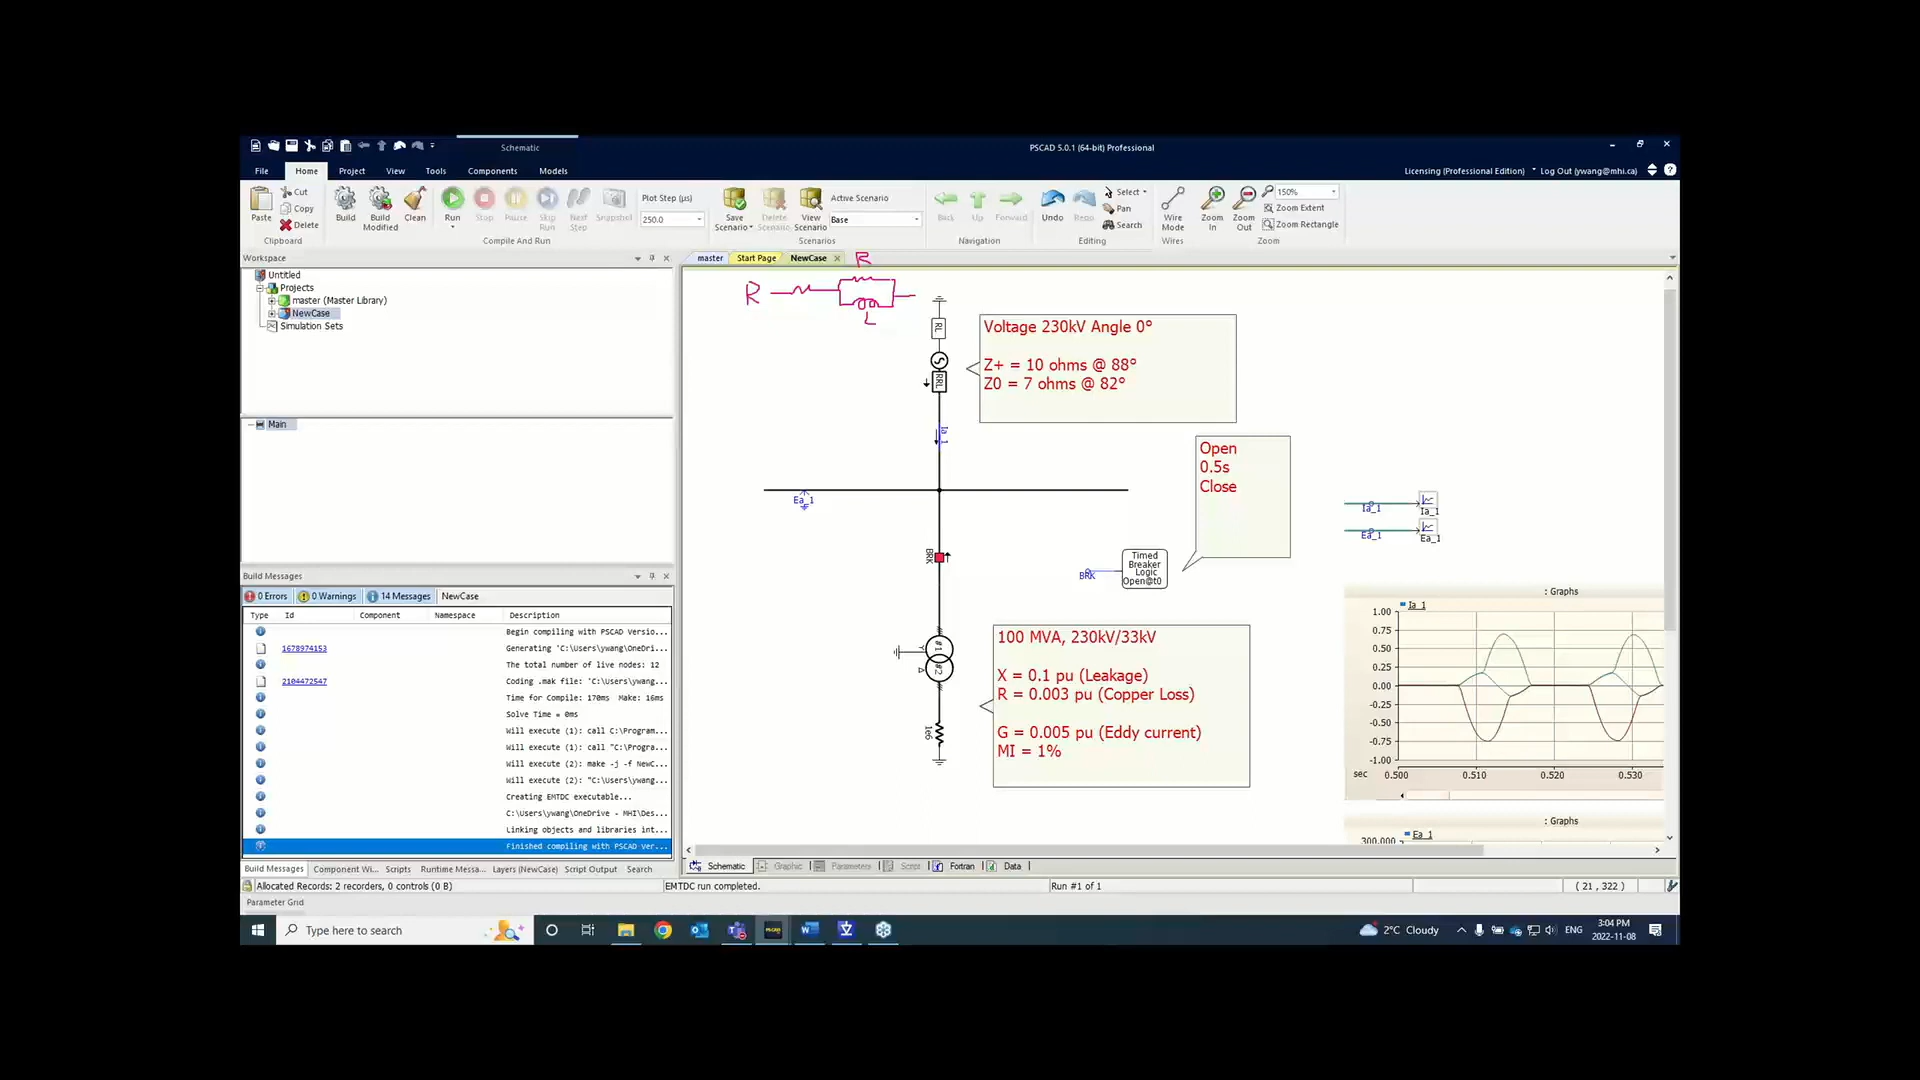 Schematic
PSCAD 5.0.1 (64-bit) Professional
File Home Project View Tools Components Models
Licensing (Professional Edition) Log Out (ywang@mhi.ca)
Paste
Cut
Copy
Delete
Clipboard
Build
Build Modified
Clean
Run
Stop
Pause
Skip Run
Next Step
Snapshot
Plot Step (µs)
250.0
Compile And Run
Save Scenario
Delete Scenario
View Scenario
Active Scenario
Base
Scenarios
Back
Up
Forward
Navigation
Undo
Redo
Select
Pan
Search
Editing
Wire Mode
Wires
Zoom In
Zoom Out
150%
Zoom Extent
Zoom Rectangle
Zoom
Workspace
master Start Page NewCase
Untitled
Projects
master (Master Library)
NewCase
Simulation Sets
Main
Build Messages
0 Errors 0 Warnings 14 Messages NewCase
Type Id Component Namespace Description
Begin compiling with PSCAD Versio...
1678974153 Generating 'C:\Users\ywang\OneDri...
The total number of live nodes: 12
2104472547 Coding .mak file: 'C:\Users\ywang...
Time for Compile: 170ms Make: 16ms
Solve Time = 0ms
Will execute (1): call C:\Program...
Will execute (1): call "C:\Progra...
Will execute (2): make -j -f NewC...
Will execute (2): "C:\Users\ywang...
Creating EMTDC executable...
C:\Users\ywang\OneDrive - MHI\Des...
Linking objects and libraries int...
Finished compiling with PSCAD Ver...
R
R
L
RL
RRL
Voltage 230kV Angle 0°
Z+ = 10 ohms @ 88°
Z0 = 7 ohms @ 82°
Ia_1
Ea_1
Open
0.5s
Close
BRK
BRK
Timed
Breaker
Logic
Open@t0
Ia_1
Ia_1
Ea_1
Ea_1
#1
#2
1e6
100 MVA, 230kV/33kV
X = 0.1 pu (Leakage)
R = 0.003 pu (Copper Loss)
G = 0.005 pu (Eddy current)
MI = 1%
: Graphs
Ia_1
1.00
0.75
0.50
0.25
0.00
-0.25
-0.50
-0.75
-1.00
sec 0.500 0.510 0.520 0.530
: Graphs
Ea_1
300.000
Build Messages Component Wi... Scripts Runtime Messa... Layers (NewCase) Script Output Search
Schematic Graphic Parameters Script Fortran Data
Allocated Records: 2 recorders, 0 controls (0 B)
EMTDC run completed.
Run #1 of 1
( 21 , 322 )
Parameter Grid
Type here to search
2°C Cloudy
ENG
3:04 PM
2022-11-08